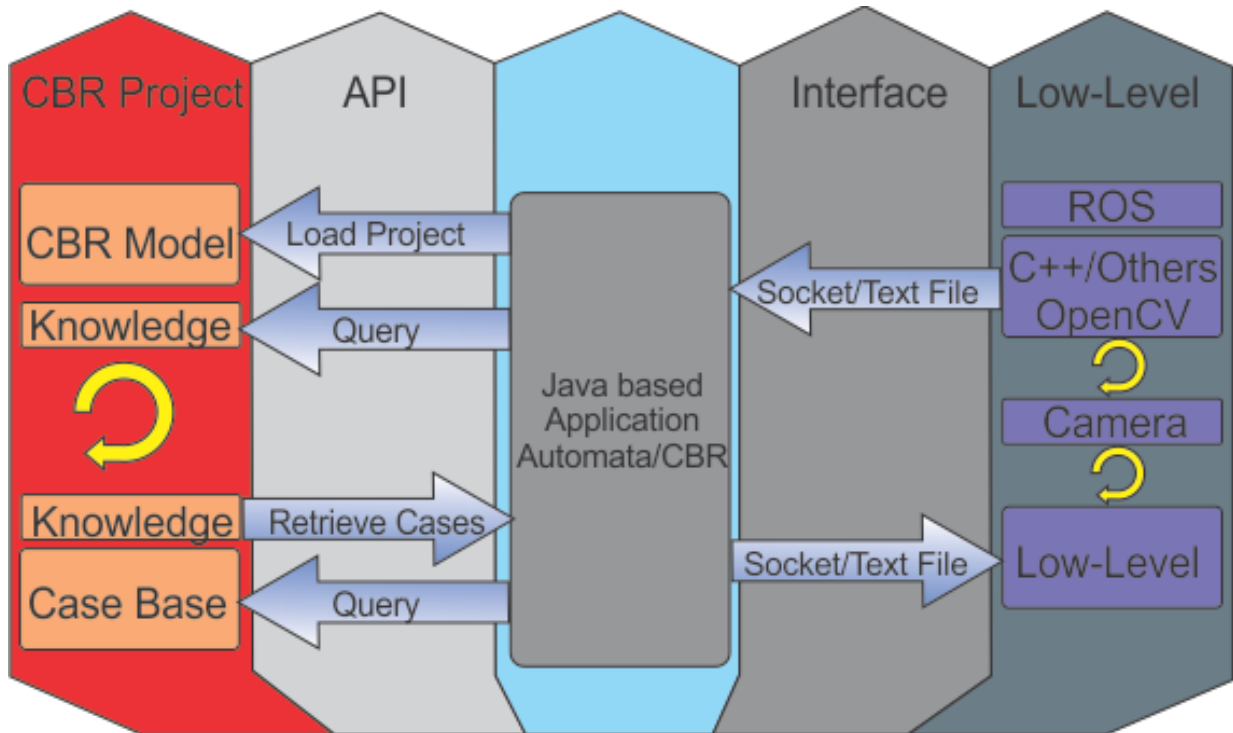 CBR Project
API
Interface
Low-Level
CBR Model
Knowledge
Knowledge
Case Base
Load Project
Query
Retrieve Cases
Query
Java based
Application
Automata/CBR
Socket/Text File
Socket/Text File
ROS
C++/Others
OpenCV
Camera
Low-Level